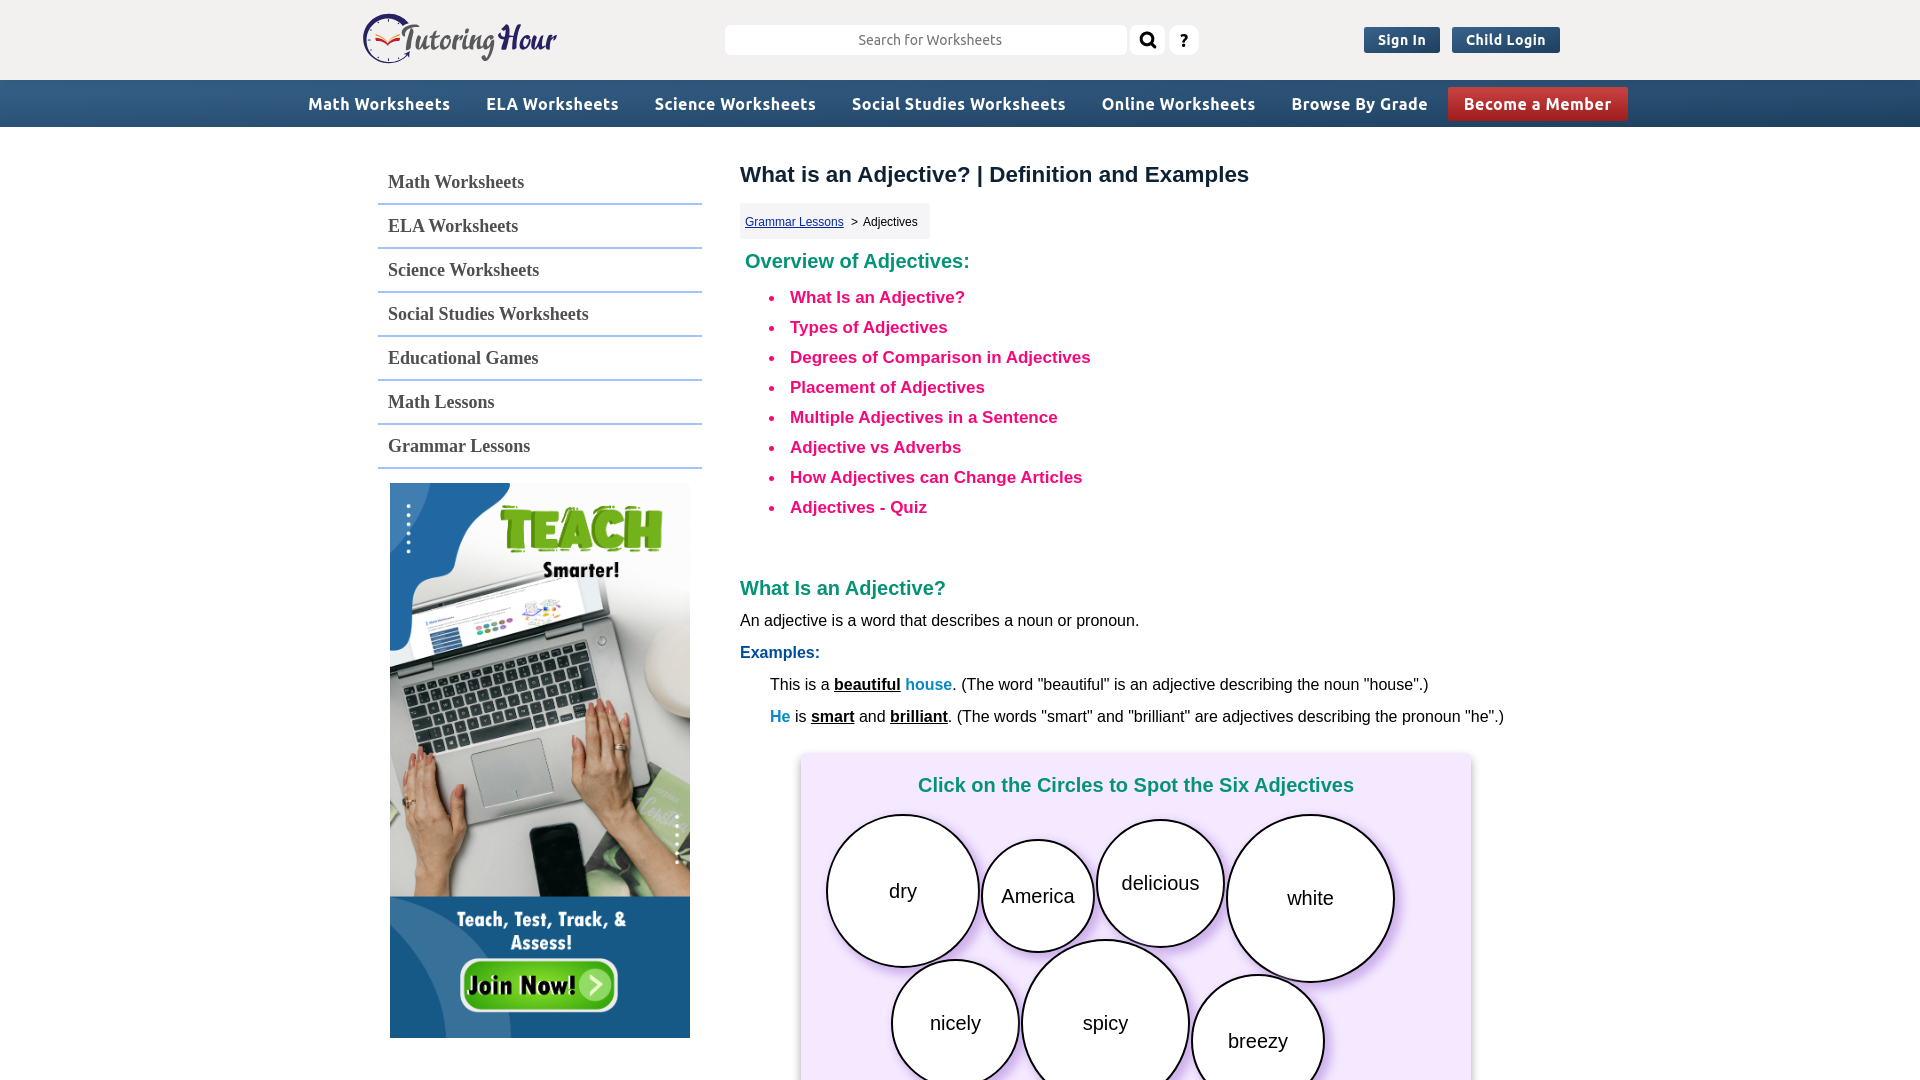 Tutoring Hour
Search for Worksheets
?
Sign In
Child Login
Math Worksheets
ELA Worksheets
Science Worksheets
Social Studies Worksheets
Online Worksheets
Browse By Grade
Become a Member
Math Worksheets
ELA Worksheets
Science Worksheets
Social Studies Worksheets
Educational Games
Math Lessons
Grammar Lessons
TEACH
Smarter!
Teach, Test, Track, &
Assess!
Join Now!
What is an Adjective? | Definition and Examples
Grammar Lessons > Adjectives
Overview of Adjectives:
What Is an Adjective?
Types of Adjectives
Degrees of Comparison in Adjectives
Placement of Adjectives
Multiple Adjectives in a Sentence
Adjective vs Adverbs
How Adjectives can Change Articles
Adjectives - Quiz
What Is an Adjective?
An adjective is a word that describes a noun or pronoun.
Examples:
This is a beautiful house. (The word "beautiful" is an adjective describing the noun "house".)
He is smart and brilliant. (The words "smart" and "brilliant" are adjectives describing the pronoun "he".)
Click on the Circles to Spot the Six Adjectives
dry
America
delicious
white
nicely
spicy
breezy